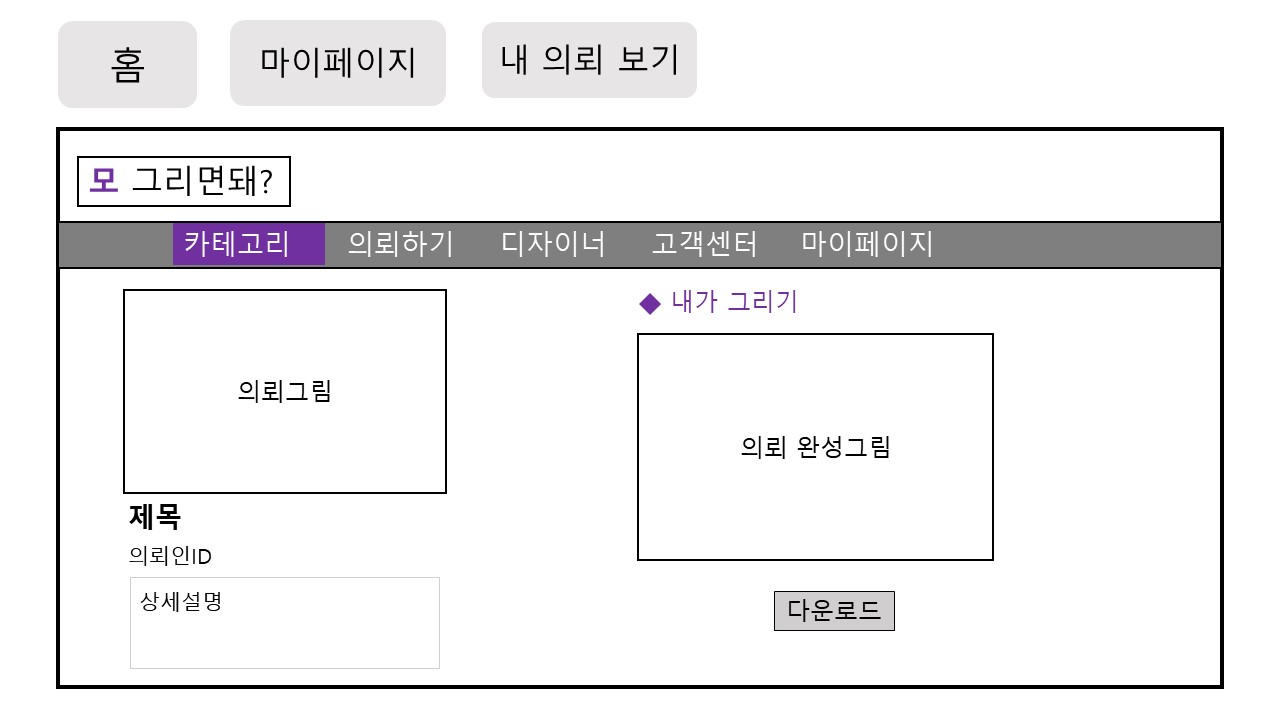 홈 마이페이지 내 의뢰 보기
모 그리면돼?
카테고리 의뢰하기 디자이너 고객센터 마이페이지
의뢰그림
제목
의뢰인ID
상세설명
◆ 내가 그리기
의뢰 완성그림
다운로드